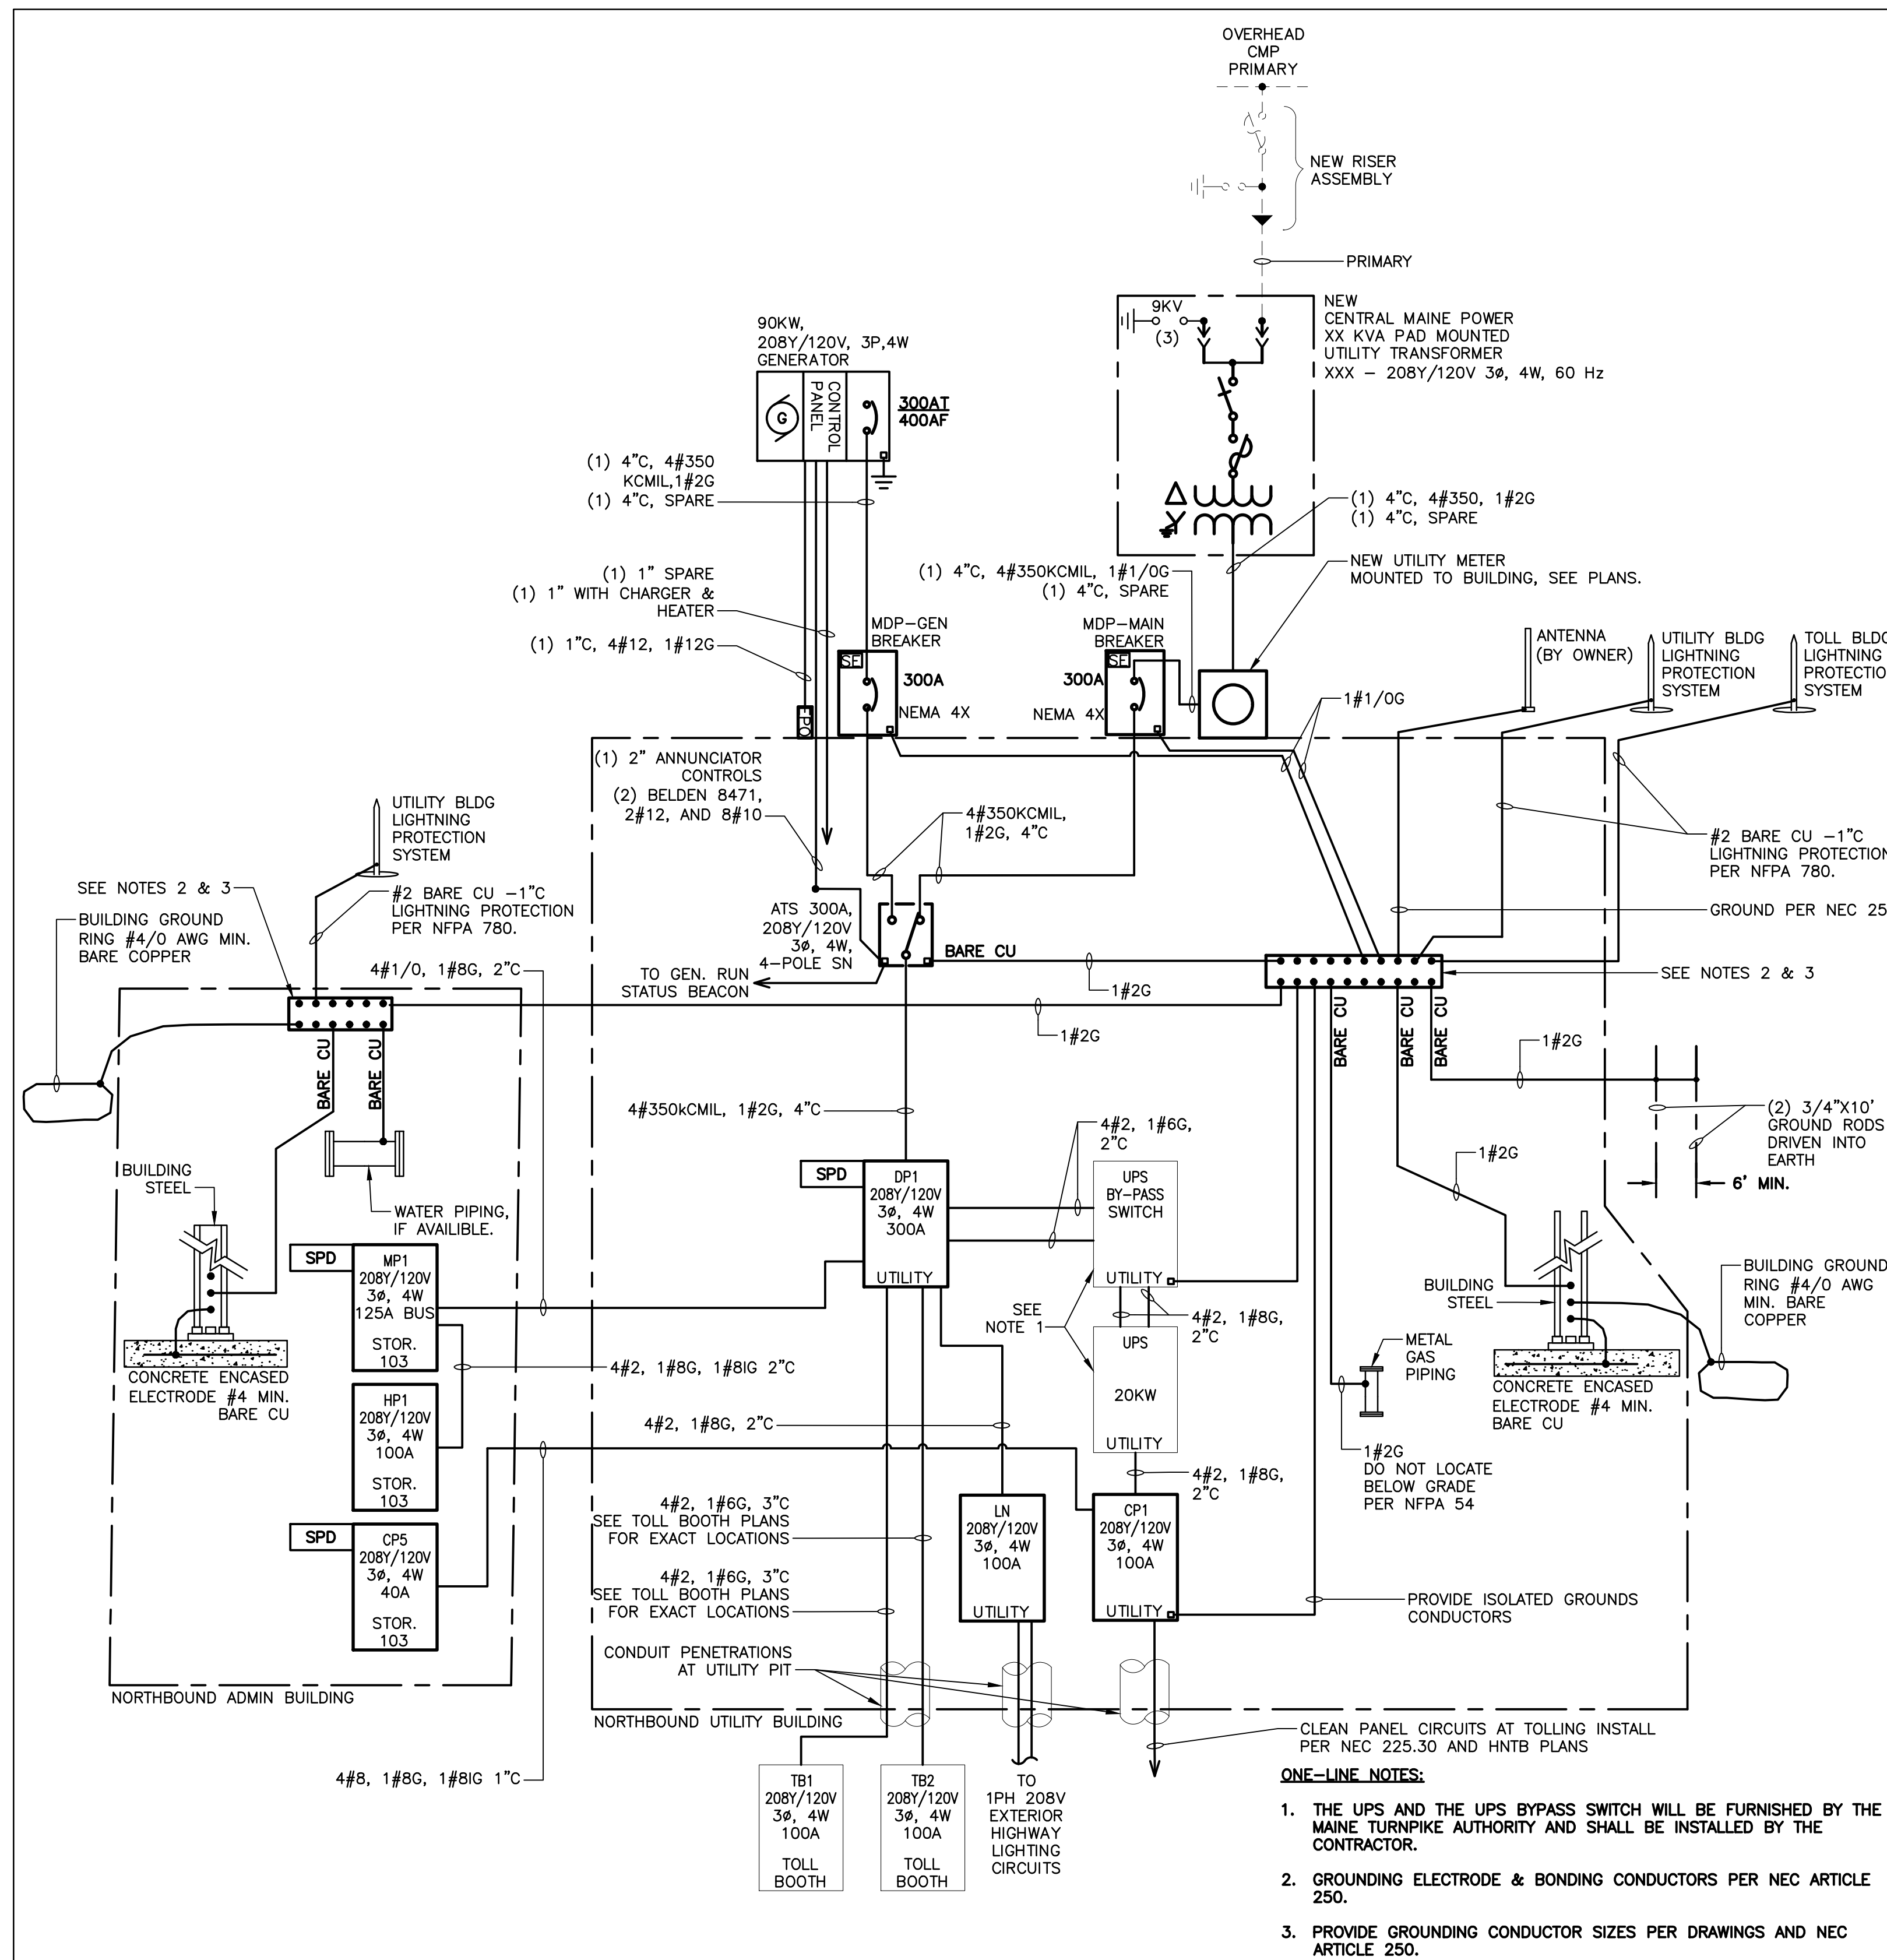 OVERHEAD
CMP
PRIMARY
NEW RISER
ASSEMBLY
PRIMARY
9KV
(3)
NEW
CENTRAL MAINE POWER
XX KVA PAD MOUNTED
UTILITY TRANSFORMER
XXX – 208Y/120V 3ø, 4W, 60 Hz
90KW,
208Y/120V, 3P,4W
GENERATOR
G
CONTROL
PANEL
300AT
400AF
(1) 4"C, 4#350
KCMIL,1#2G
(1) 4"C, SPARE
(1) 4"C, 4#350, 1#2G
(1) 4"C, SPARE
NEW UTILITY METER
MOUNTED TO BUILDING, SEE PLANS.
(1) 1" SPARE
(1) 1" WITH CHARGER &
HEATER
(1) 1"C, 4#12, 1#12G
(1) 4"C, 4#350KCMIL, 1#1/0G
(1) 4"C, SPARE
MDP–GEN
BREAKER
SE
300A
NEMA 4X
MDP–MAIN
BREAKER
SE
300A
NEMA 4X
1#1/0G
ANTENNA
(BY OWNER)
UTILITY BLDG
LIGHTNING
PROTECTION
SYSTEM
TOLL BLDG
LIGHTNING
PROTECTIO
SYSTEM
(1) 2" ANNUNCIATOR
CONTROLS
(2) BELDEN 8471,
2#12, AND 8#10
4#350KCMIL,
1#2G, 4"C
#2 BARE CU –1"C
LIGHTNING PROTECTION
PER NFPA 780.
GROUND PER NEC 25
UTILITY BLDG
LIGHTNING
PROTECTION
SYSTEM
SEE NOTES 2 & 3
#2 BARE CU –1"C
LIGHTNING PROTECTION
PER NFPA 780.
BUILDING GROUND
RING #4/0 AWG MIN.
BARE COPPER
4#1/0, 1#8G, 2"C
ATS 300A,
208Y/120V
3ø, 4W,
4–POLE SN
BARE CU
TO GEN. RUN
STATUS BEACON
1#2G
SEE NOTES 2 & 3
1#2G
BARE CU
BARE CU
BARE CU
BARE CU
BARE CU
1#2G
(2) 3/4"X10'
GROUND RODS
DRIVEN INTO
EARTH
6' MIN.
4#350kCMIL, 1#2G, 4"C
4#2, 1#6G,
2"C
1#2G
BUILDING
STEEL
WATER PIPING,
IF AVAILIBLE.
SPD
DP1
208Y/120V
3ø, 4W
300A
UTILITY
UPS
BY–PASS
SWITCH
UTILITY
SPD
MP1
208Y/120V
3ø, 4W
125A BUS
STOR.
103
SEE
NOTE 1
4#2, 1#8G,
2"C
BUILDING
STEEL
BUILDING GROUND
RING #4/0 AWG
MIN. BARE
COPPER
UPS
20KW
UTILITY
METAL
GAS
PIPING
4#2, 1#8G, 1#8IG 2"C
CONCRETE ENCASED
ELECTRODE #4 MIN.
BARE CU
CONCRETE ENCASED
ELECTRODE #4 MIN.
BARE CU
HP1
208Y/120V
3ø, 4W
100A
STOR.
103
4#2, 1#8G, 2"C
1#2G
DO NOT LOCATE
BELOW GRADE
PER NFPA 54
4#2, 1#8G,
2"C
SPD
CP5
208Y/120V
3ø, 4W
40A
STOR.
103
4#2, 1#6G, 3"C
SEE TOLL BOOTH PLANS
FOR EXACT LOCATIONS
4#2, 1#6G, 3"C
SEE TOLL BOOTH PLANS
FOR EXACT LOCATIONS
LN
208Y/120V
3ø, 4W
100A
UTILITY
CP1
208Y/120V
3ø, 4W
100A
UTILITY
PROVIDE ISOLATED GROUNDS
CONDUCTORS
CONDUIT PENETRATIONS
AT UTILITY PIT
NORTHBOUND ADMIN BUILDING
NORTHBOUND UTILITY BUILDING
CLEAN PANEL CIRCUITS AT TOLLING INSTALL
PER NEC 225.30 AND HNTB PLANS
4#8, 1#8G, 1#8IG 1"C
TB1
208Y/120V
3ø, 4W
100A
TOLL
BOOTH
TB2
208Y/120V
3ø, 4W
100A
TOLL
BOOTH
TO
1PH 208V
EXTERIOR
HIGHWAY
LIGHTING
CIRCUITS
ONE–LINE NOTES:
1. THE UPS AND THE UPS BYPASS SWITCH WILL BE FURNISHED BY THE
MAINE TURNPIKE AUTHORITY AND SHALL BE INSTALLED BY THE
CONTRACTOR.
2. GROUNDING ELECTRODE & BONDING CONDUCTORS PER NEC ARTICLE
250.
3. PROVIDE GROUNDING CONDUCTOR SIZES PER DRAWINGS AND NEC
ARTICLE 250.